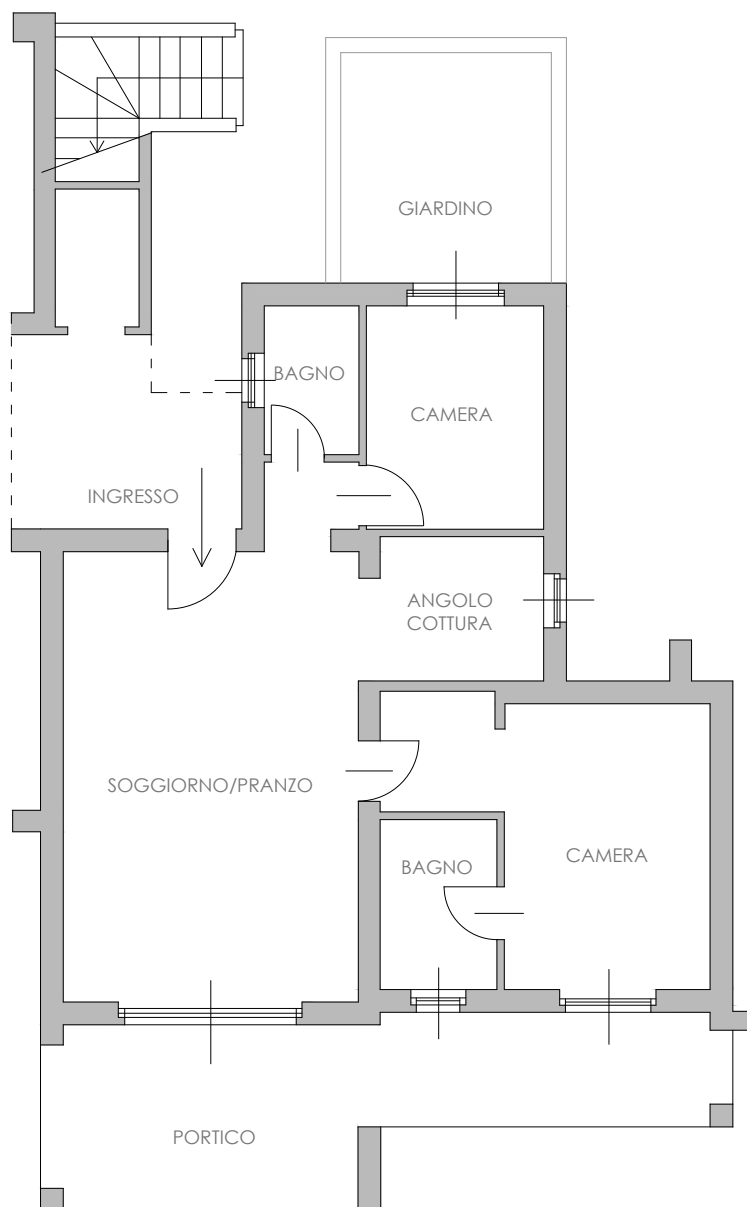 GIARDINO
BAGNO
CAMERA
INGRESSO
ANGOLO
COTTURA
SOGGIORNO/PRANZO
CAMERA
BAGNO
PORTICO